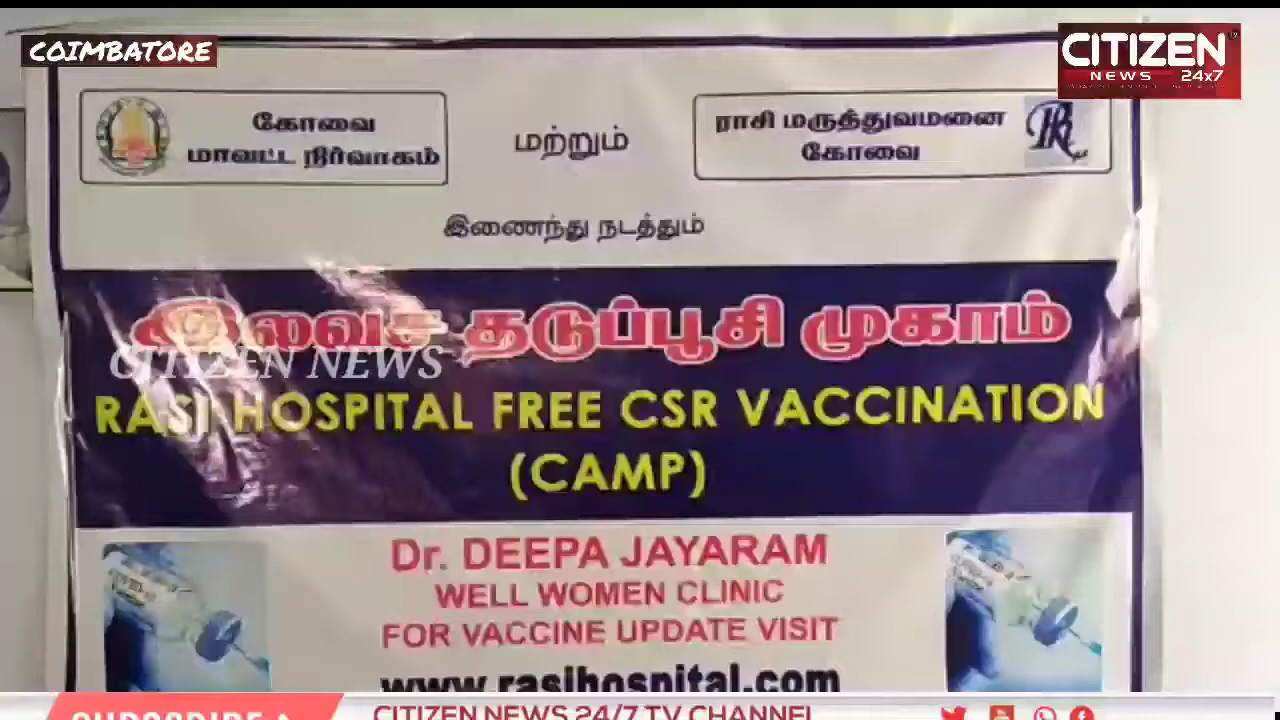 COIMBATORE
CITIZEN
NEWS 24x7
கோவை
மாவட்ட நிர்வாகம்
மற்றும்
ராசி மருத்துவமனை
கோவை
இணைந்து நடத்தும்
இலவச தடுப்பூசி முகாம்
CITIZEN NEWS
RASI HOSPITAL FREE CSR VACCINATION
(CAMP)
Dr. DEEPA JAYARAM
WELL WOMEN CLINIC
FOR VACCINE UPDATE VISIT
www.rasihospital.com
SUBSCRIBE
CITIZEN NEWS 24/7 TV CHANNEL